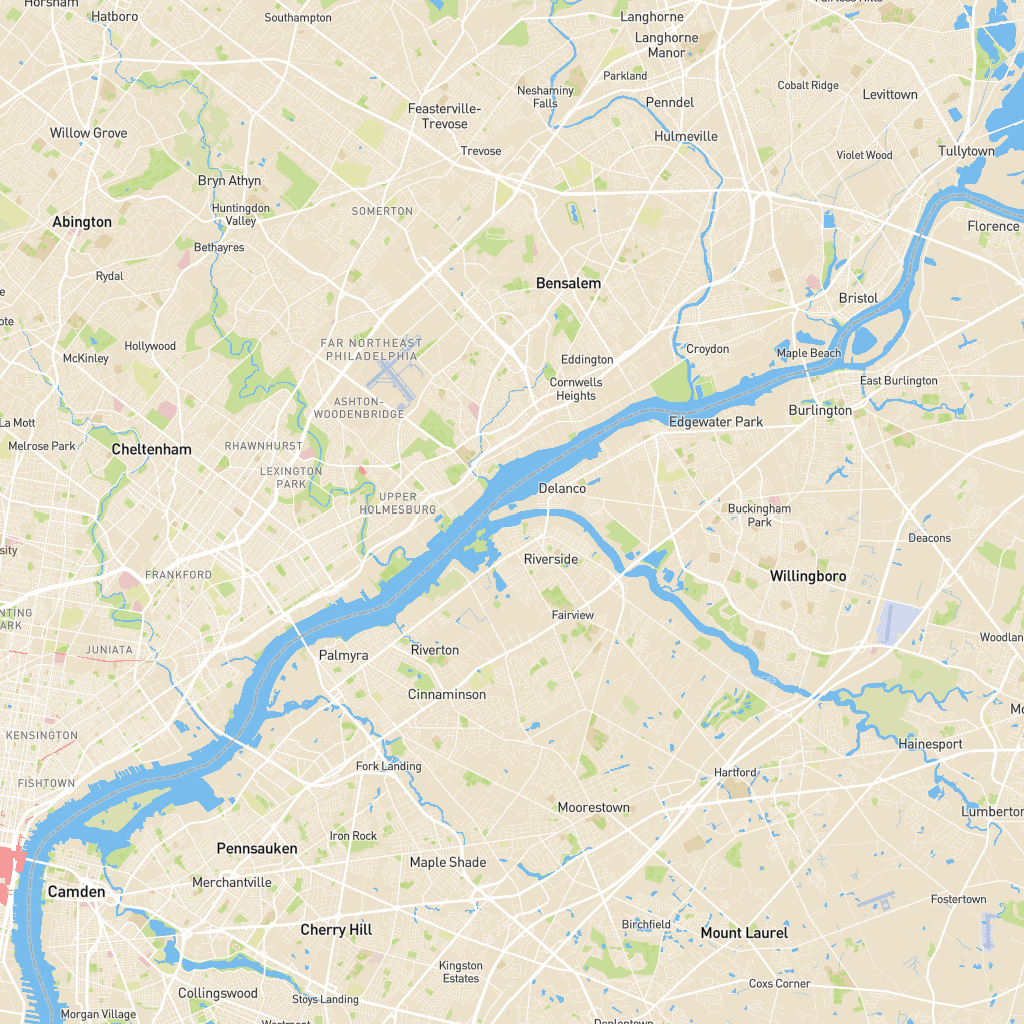 Horsham
Hatboro
Southampton
Langhorne
Langhorne
Manor
Parkland
Neshaminy
Falls
Penndel
Cobalt Ridge
Levittown
Feasterville-
Trevose
Trevose
Hulmeville
Willow Grove
Violet Wood
Tullytown
Bryn Athyn
Huntingdon
Valley
SOMERTON
Abington
Bethayres
Florence
Rydal
Bensalem
Bristol
FAR NORTHEAST
PHILADELPHIA
Hollywood
McKinley
Eddington
Croydon
Maple Beach
Cornwells
Heights
East Burlington
ASHTON-
WOODENBRIDGE
Burlington
La Mott
Edgewater Park
Melrose Park
Cheltenham
RHAWNHURST
LEXINGTON
PARK
Delanco
UPPER
HOLMESBURG
Buckingham
Park
Deacons
Riverside
FRANKFORD
Willingboro
Fairview
JUNIATA
Palmyra
Riverton
Cinnaminson
KENSINGTON
Hainesport
Fork Landing
Hartford
FISHTOWN
Moorestown
Lumberton
Iron Rock
Pennsauken
Maple Shade
Merchantville
Camden
Fostertown
Cherry Hill
Birchfield
Mount Laurel
Kingston
Estates
Coxs Corner
Collingswood
Stoys Landing
Morgan Village